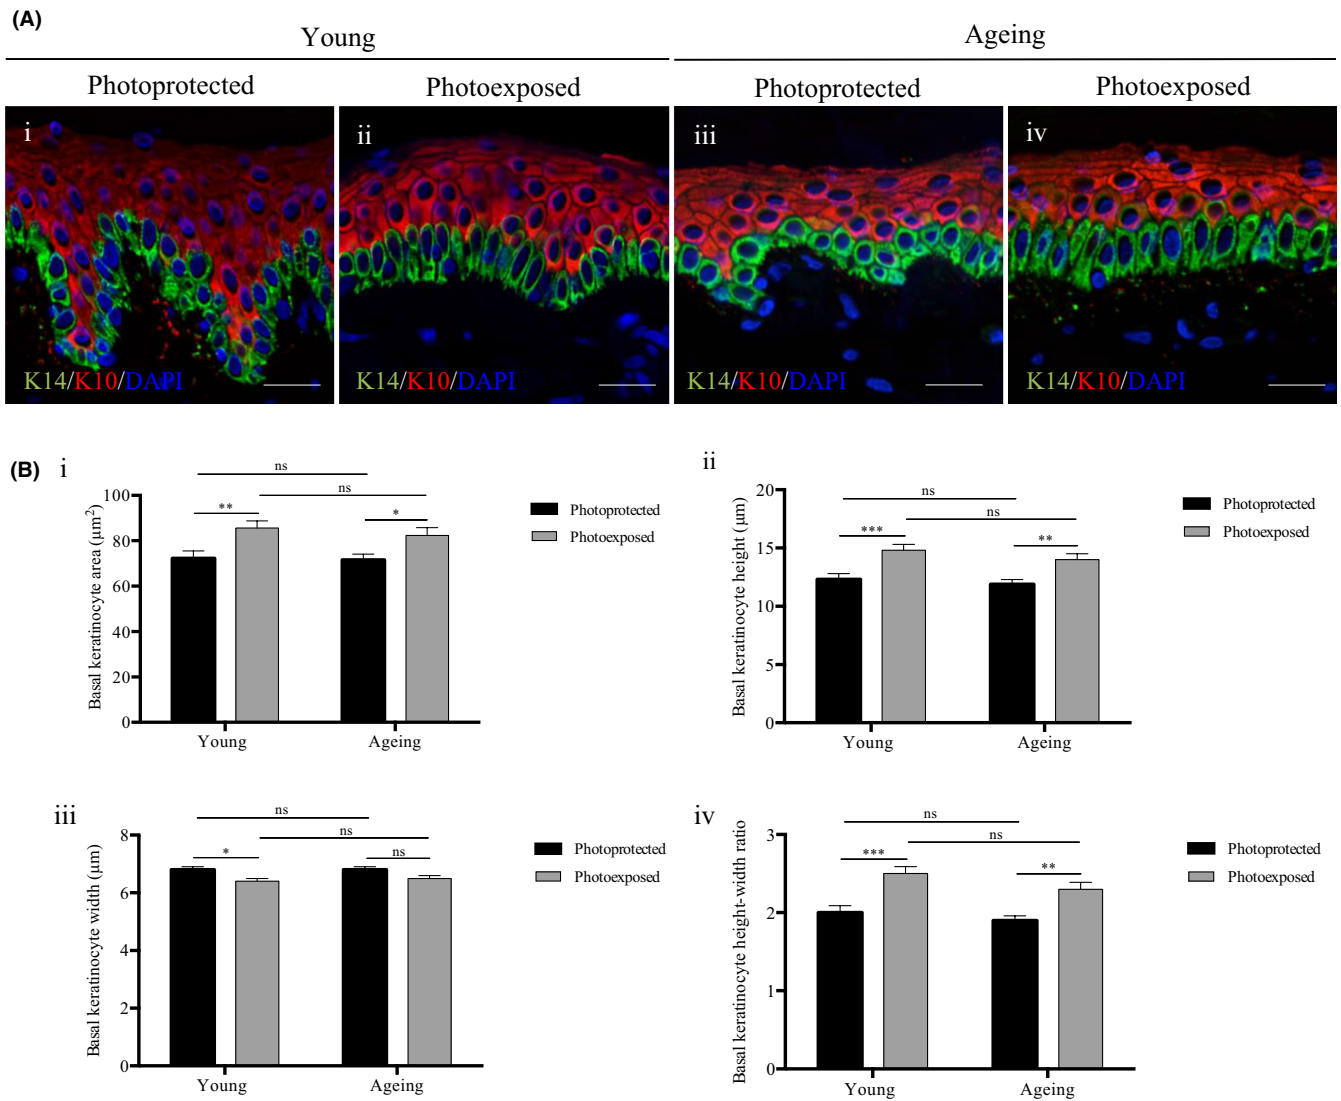 (A)
Young
Ageing
Photoprotected
Photoexposed
Photoprotected
Photoexposed
i
ii
iii
iv
K14/K10/DAPI
K14/K10/DAPI
K14/K10/DAPI
K14/K10/DAPI
(B)
i
ns
ns
**
*
100
80
60
40
20
0
Basal keratinocyte area (μm²)
Young
Ageing
Photoprotected
Photoexposed
ii
ns
ns
***
**
20
15
10
5
0
Basal keratinocyte height (μm)
Young
Ageing
Photoprotected
Photoexposed
iii
ns
ns
*
ns
8
6
4
2
0
Basal keratinocyte width (μm)
Young
Ageing
Photoprotected
Photoexposed
iv
ns
ns
***
**
3
2
1
0
Basal keratinocyte height-width ratio
Young
Ageing
Photoprotected
Photoexposed